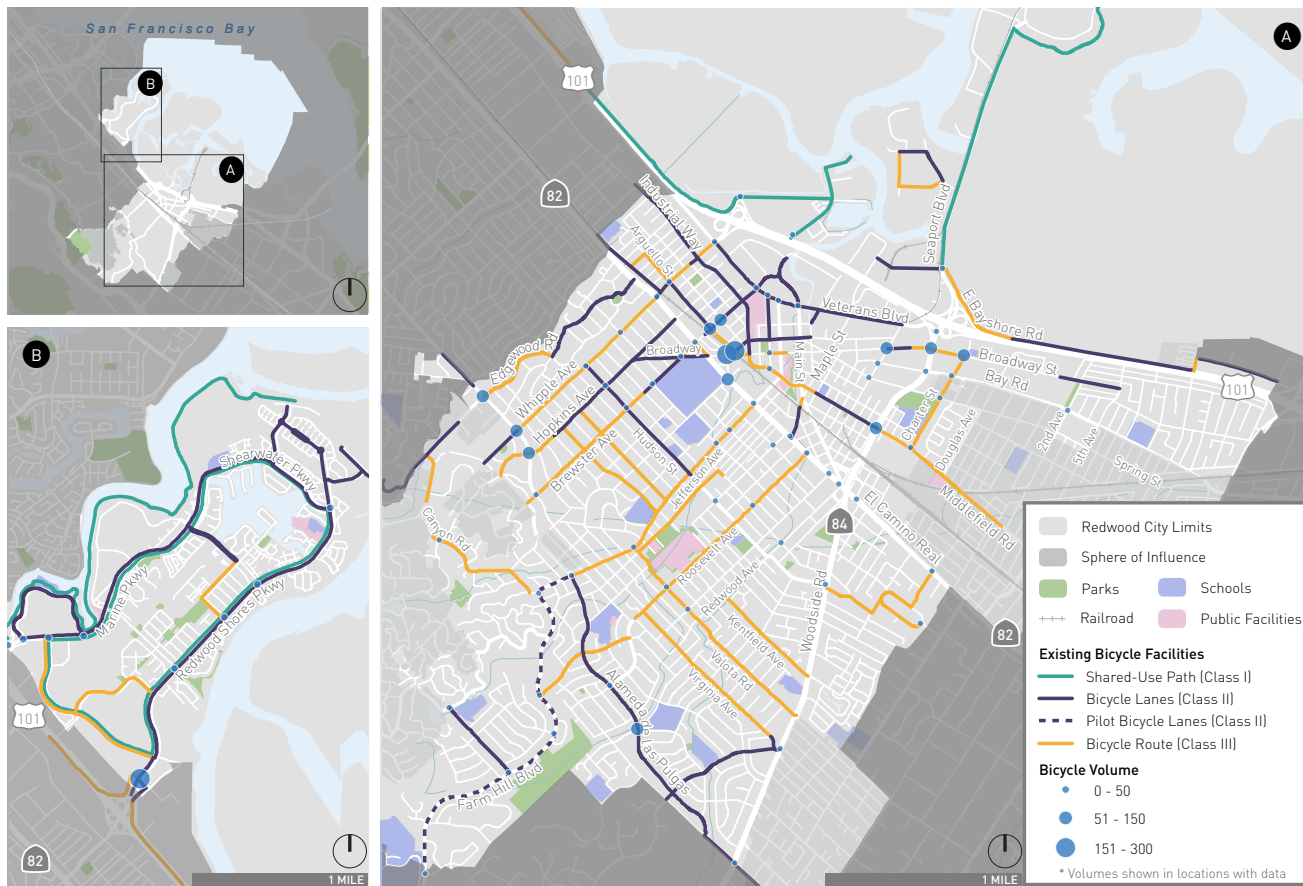 San Francisco Bay
B
A
B
Shearwater Pkwy
Marine Pkwy
Redwood Shores Pkwy
101
82
1 MILE
A
101
82
Industrial Way
Arguello St
Seaport Blvd
E Bayshore Rd
Veterans Blvd
Edgewood Rd
Broadway
Main St
Maple St
Broadway St
Bay Rd
101
Whipple Ave
Hopkins Ave
Charter St
Douglas Ave
2nd Ave
5th Ave
Spring St
Brewster Ave
Hudson St
Jefferson Ave
Middlefield Rd
El Camino Real
84
Canyon Rd
Roosevelt Ave
Redwood Ave
Woodside Rd
Kentfield Ave
Valota Rd
Virginia Ave
82
Alameda de Las Pulgas
Farm Hill Blvd
1 MILE
Redwood City Limits
Sphere of Influence
Parks
Schools
Railroad
Public Facilities
Existing Bicycle Facilities
Shared-Use Path (Class I)
Bicycle Lanes (Class II)
Pilot Bicycle Lanes (Class II)
Bicycle Route (Class III)
Bicycle Volume
0 - 50
51 - 150
151 - 300
* Volumes shown in locations with data